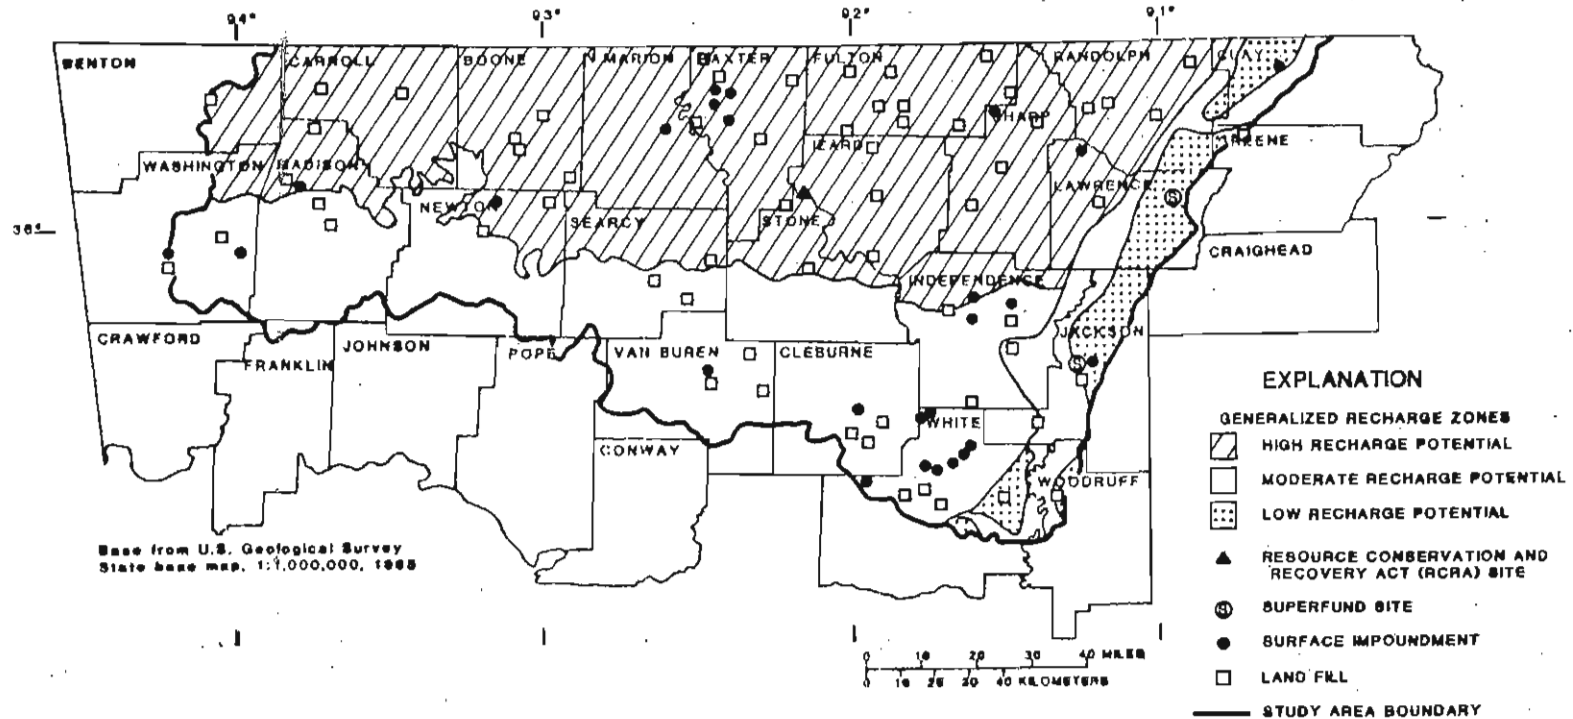 94° 93° 92° 91°
BENTON CARROLL BOONE MARION BAXTER FULTON RANDOLPH CLAY
SHARP
WASHINGTON MADISON IZARD GREENE
NEWTON SEARCY STONE LAWRENCE
36°
CRAIGHEAD
INDEPENDENCE
CRAWFORD FRANKLIN JOHNSON POPE VAN BUREN CLEBURNE JACKSON
WHITE
CONWAY WOODRUFF
Base from U.S. Geological Survey
State base map, 1:1,000,000, 1965
0 10 20 30 40 MILES
0 10 20 30 40 KILOMETERS
EXPLANATION
GENERALIZED RECHARGE ZONES
HIGH RECHARGE POTENTIAL
MODERATE RECHARGE POTENTIAL
LOW RECHARGE POTENTIAL
RESOURCE CONSERVATION AND
RECOVERY ACT (RCRA) SITE
S SUPERFUND SITE
SURFACE IMPOUNDMENT
LAND FILL
STUDY AREA BOUNDARY